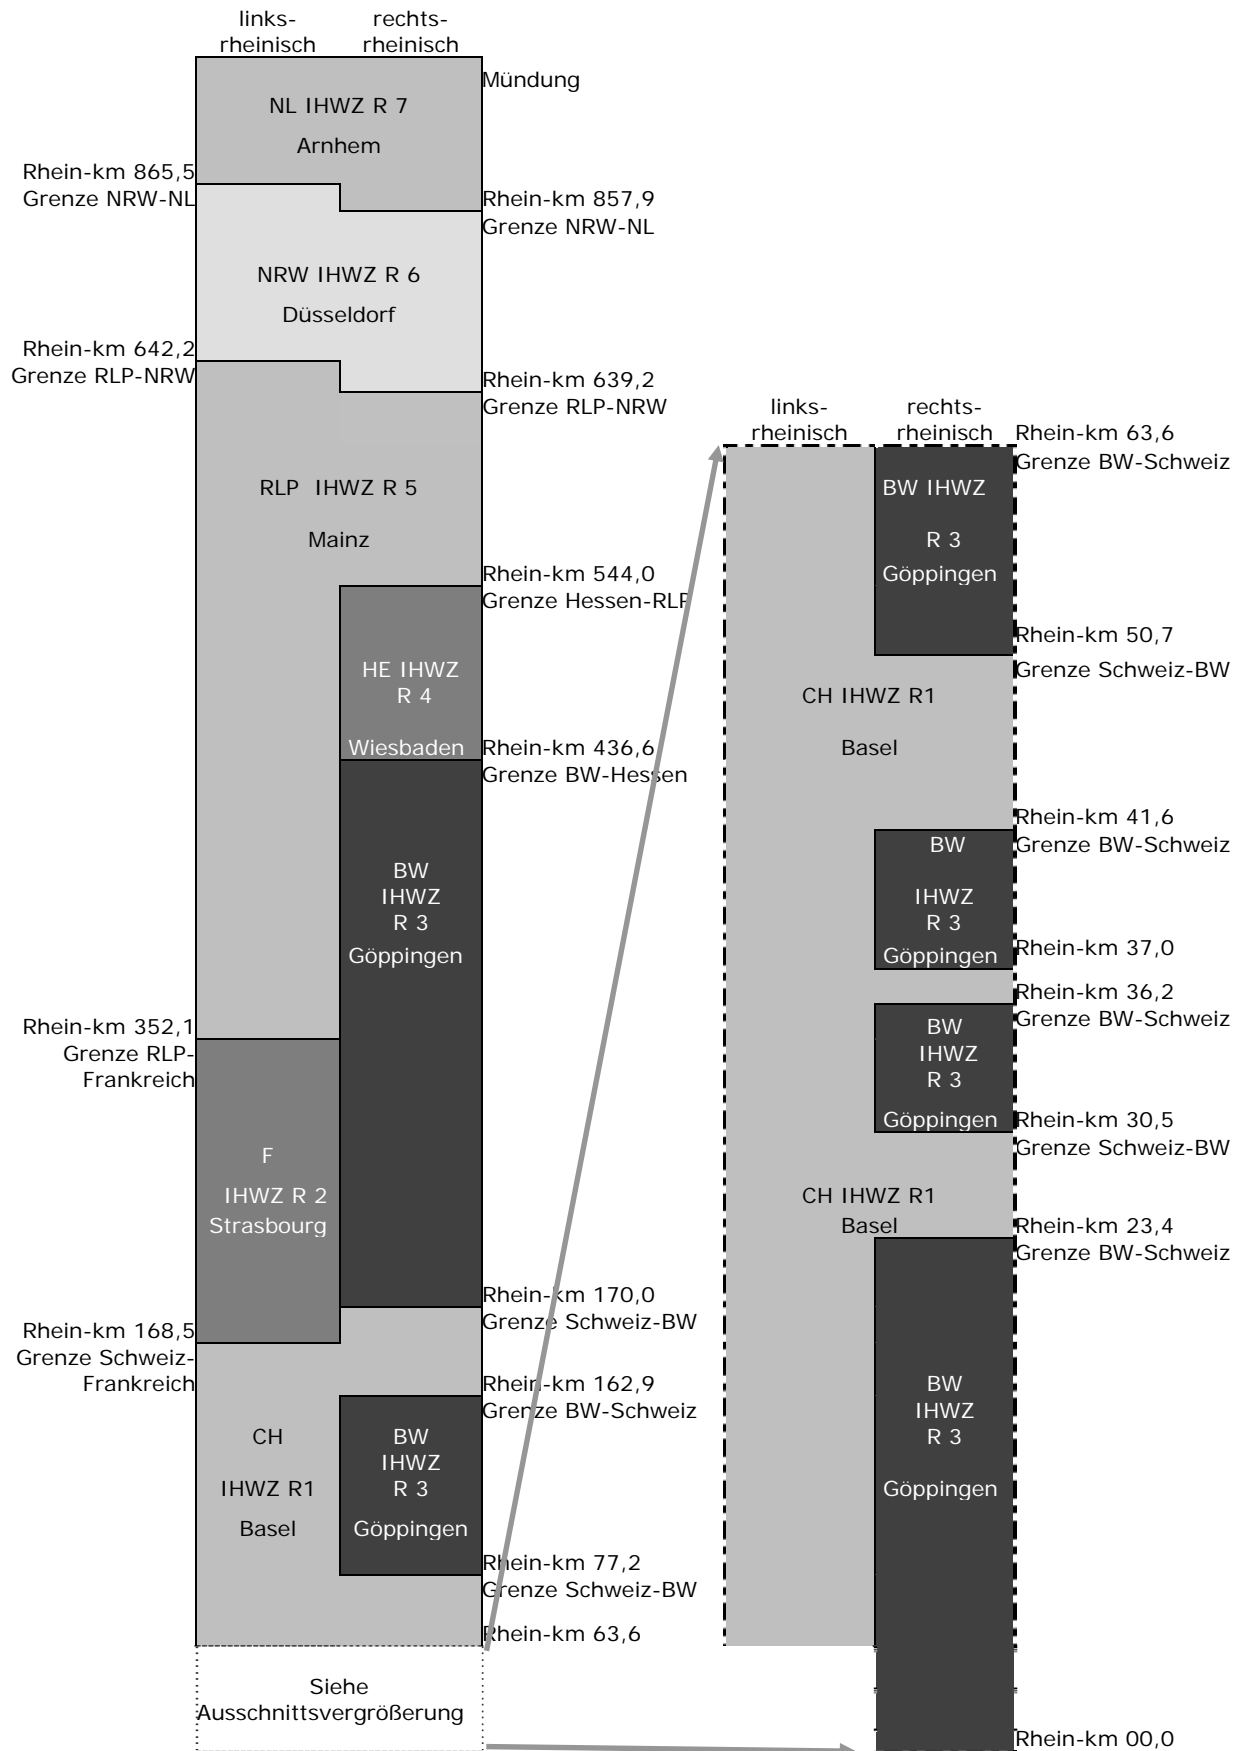 links-
rheinisch
rechts-
rheinisch
Mündung
NL IHWZ R 7
Arnhem
Rhein-km 865,5
Grenze NRW-NL
Rhein-km 857,9
Grenze NRW-NL
NRW IHWZ R 6
Düsseldorf
Rhein-km 642,2
Grenze RLP-NRW
Rhein-km 639,2
Grenze RLP-NRW
RLP IHWZ R 5
Mainz
Rhein-km 544,0
Grenze Hessen-RLP
HE IHWZ
R 4
Wiesbaden
Rhein-km 436,6
Grenze BW-Hessen
BW
IHWZ
R 3
Göppingen
Rhein-km 352,1
Grenze RLP-
Frankreich
F
IHWZ R 2
Strasbourg
Rhein-km 170,0
Grenze Schweiz-BW
Rhein-km 168,5
Grenze Schweiz-
Frankreich
Rhein-km 162,9
Grenze BW-Schweiz
CH
IHWZ R1
Basel
BW
IHWZ
R 3
Göppingen
Rhein-km 77,2
Grenze Schweiz-BW
Rhein-km 63,6
Siehe
Ausschnittsvergrößerung
links-
rheinisch
rechts-
rheinisch
Rhein-km 63,6
Grenze BW-Schweiz
BW IHWZ
R 3
Göppingen
Rhein-km 50,7
Grenze Schweiz-BW
CH IHWZ R1
Basel
Rhein-km 41,6
Grenze BW-Schweiz
BW
IHWZ
R 3
Göppingen
Rhein-km 37,0
Rhein-km 36,2
Grenze BW-Schweiz
BW
IHWZ
R 3
Göppingen
Rhein-km 30,5
Grenze Schweiz-BW
CH IHWZ R1
Basel
Rhein-km 23,4
Grenze BW-Schweiz
BW
IHWZ
R 3
Göppingen
Rhein-km 00,0